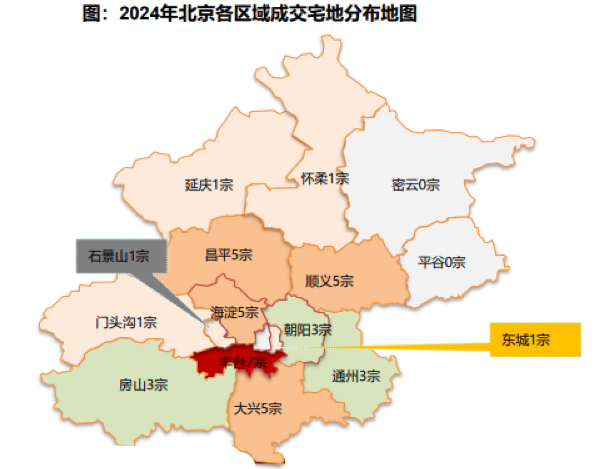 图：2024年北京各区域成交宅地分布地图
怀柔1宗
延庆1宗
密云0宗
石景山1宗
昌平5宗
平谷0宗
顺义5宗
海淀5宗
门头沟1宗
朝阳3宗
东城1宗
丰台7宗
通州3宗
房山3宗
大兴5宗